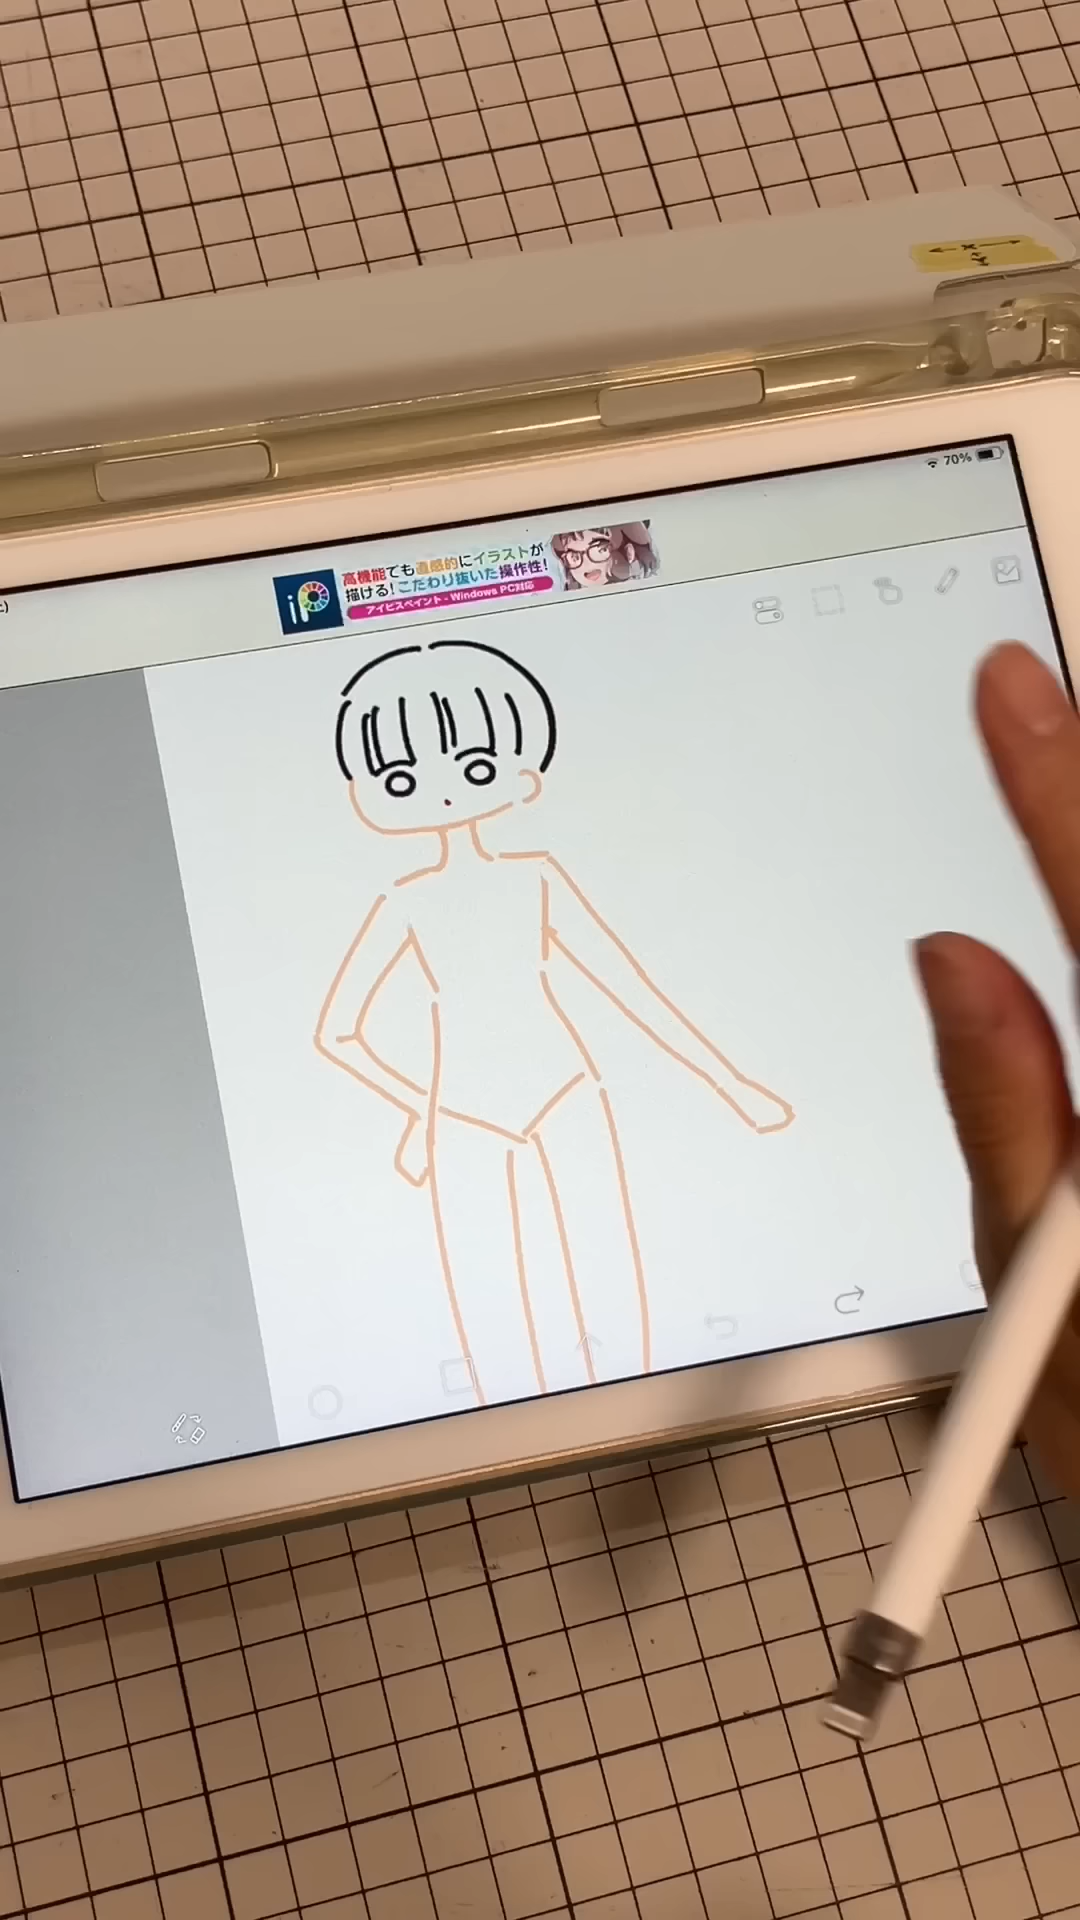 70%
高機能でも直感的にイラストが
描ける!こだわり抜いた操作性!
アイビスペイント - Windows PC対応
iP